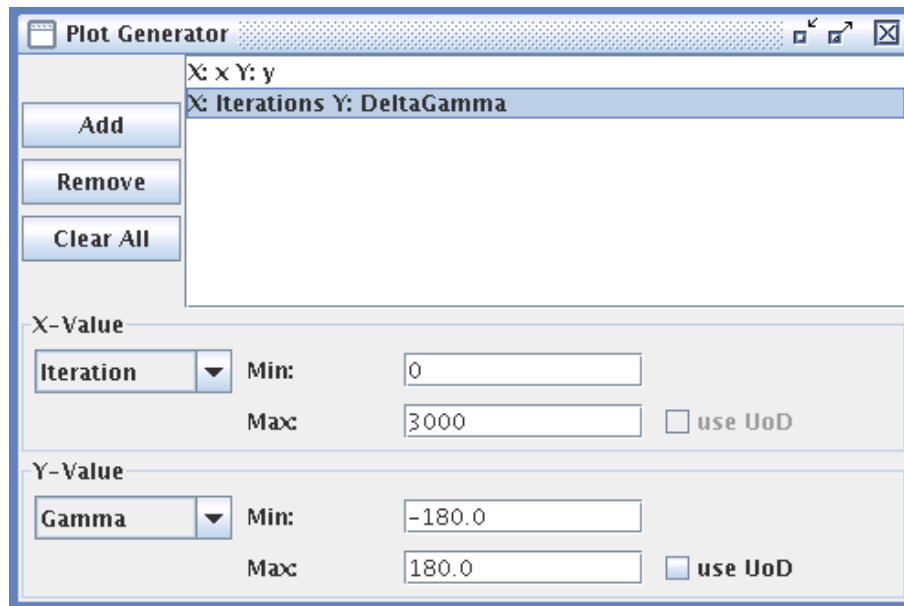 Plot Generator
X: x Y: y
X: Iterations Y: DeltaGamma
Add
Remove
Clear All
X-Value
Iteration Min: 0
Max: 3000 use UoD
Y-Value
Gamma Min: -180.0
Max: 180.0 use UoD